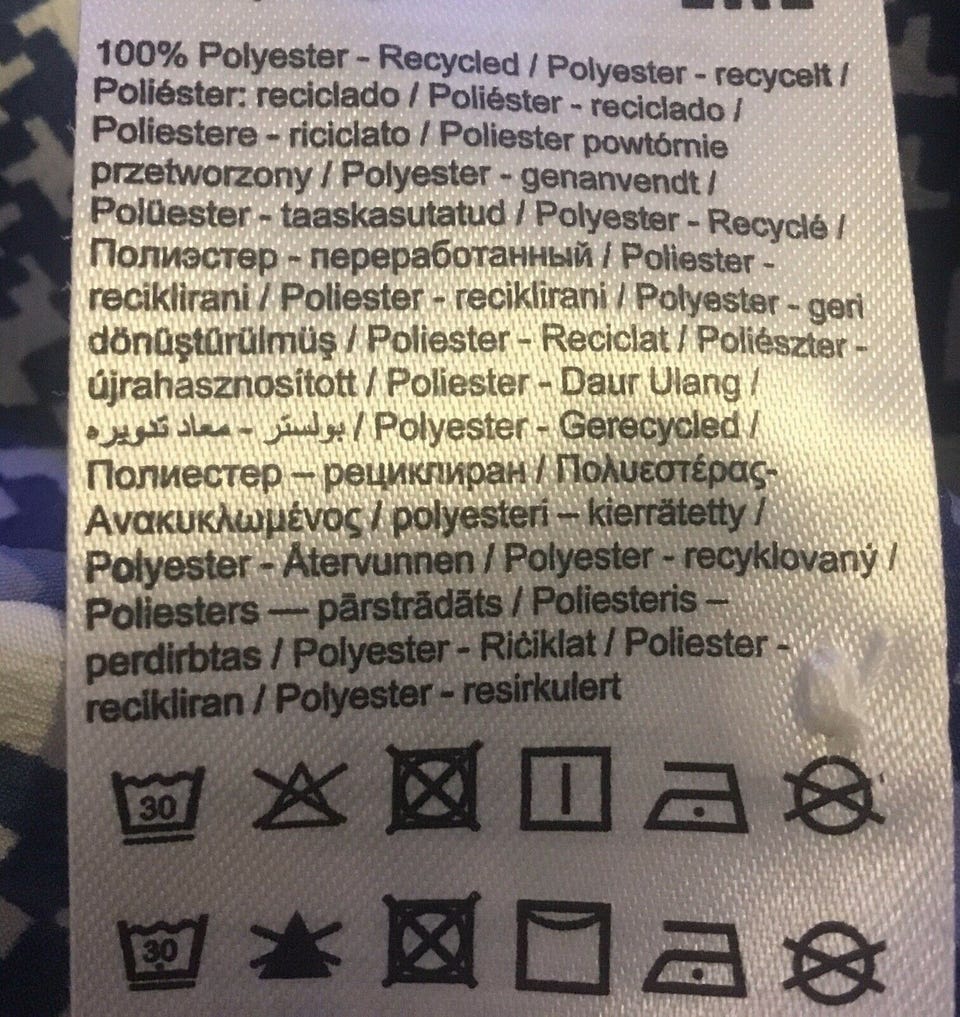 100% Polyester - Recycled / Polyester - recycelt /
Poliéster: reciclado / Poliéster - reciclado /
Poliestere - riciclato / Poliester powtórnie
przetworzony / Polyester - genanvendt /
Polüester - taaskasutatud / Polyester - Recyclé /
Полиэстер - переработанный / Poliester -
reciklirani / Poliester - reciklirani / Polyester - geri
dönüştürülmüş / Poliester - Reciclat / Poliészter -
újrahasznosított / Poliester - Daur Ulang /
بولستر - معاد تدويره / Polyester - Gerecycled /
Полиестер – рециклиран / Πολυεστέρας-
Ανακυκλωμένος / polyesteri – kierrätetty /
Polyester - Återvunnen / Polyester - recyklovaný /
Poliesters — pārstrādāts / Poliesteris –
perdirbtas / Polyester - Riċiklat / Poliester -
recikliran / Polyester - resirkulert
30
30